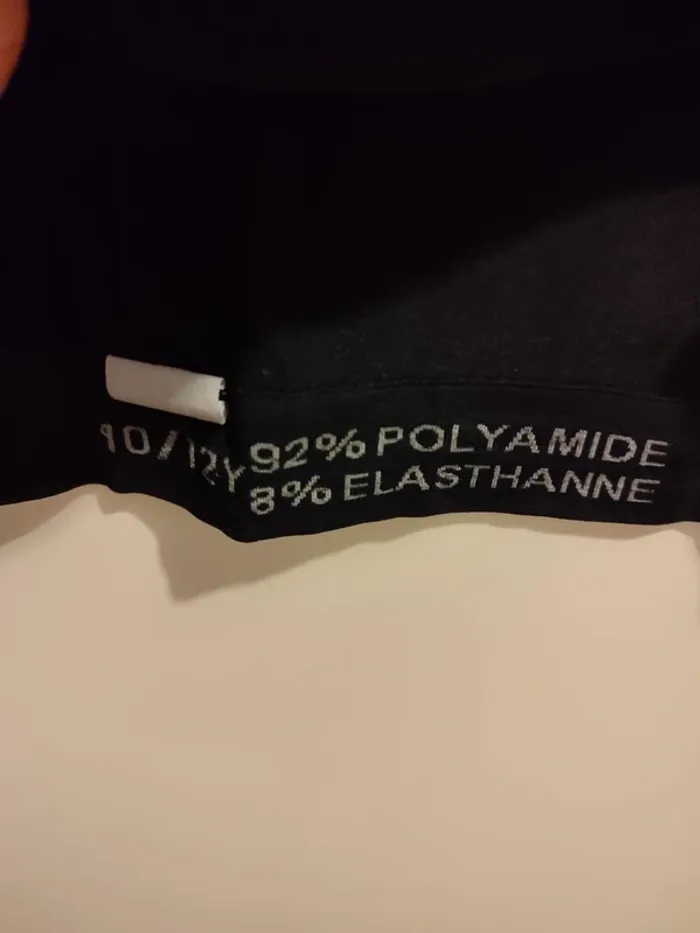 10/12Y
92% POLYAMIDE
8% ELASTHANNE